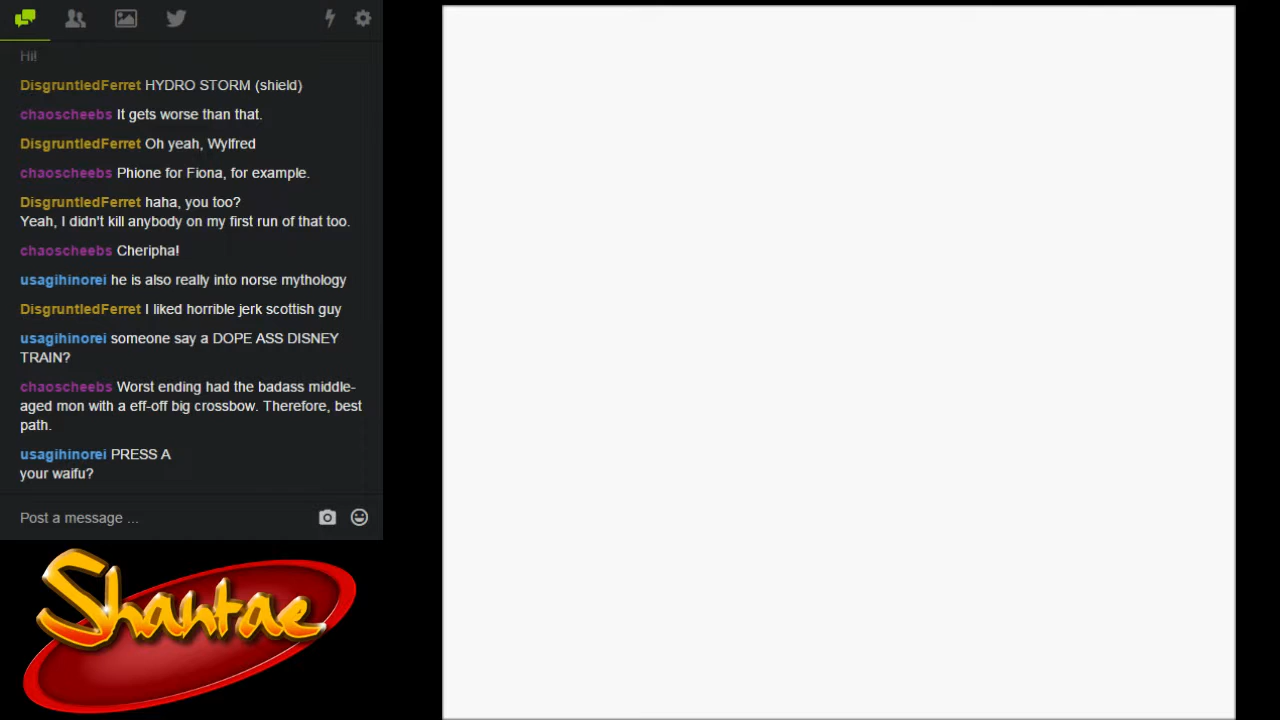 Hi!
DisgruntledFerret HYDRO STORM (shield)
chaoscheebs It gets worse than that.
DisgruntledFerret Oh yeah, Wylfred
chaoscheebs Phione for Fiona, for example.
DisgruntledFerret haha, you too?
Yeah, I didn't kill anybody on my first run of that too.
chaoscheebs Cheripha!
usagihinorei he is also really into norse mythology
DisgruntledFerret I liked horrible jerk scottish guy
usagihinorei someone say a DOPE ASS DISNEY
TRAIN?
chaoscheebs Worst ending had the badass middle-
aged mon with a eff-off big crossbow. Therefore, best
path.
usagihinorei PRESS A
your waifu?
Post a message ...
Shantae